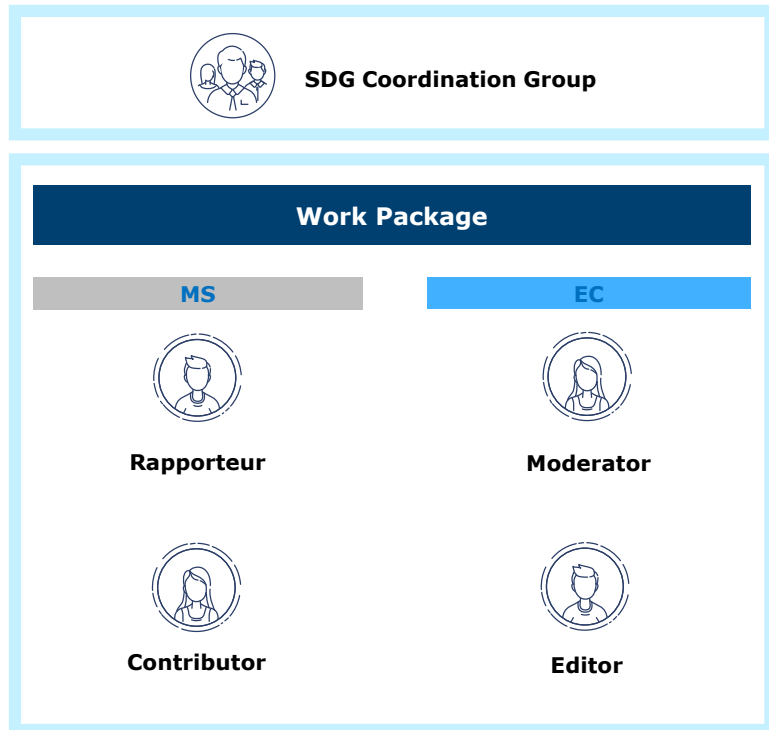 SDG Coordination Group
Work Package
MS
EC
Rapporteur
Moderator
Contributor
Editor